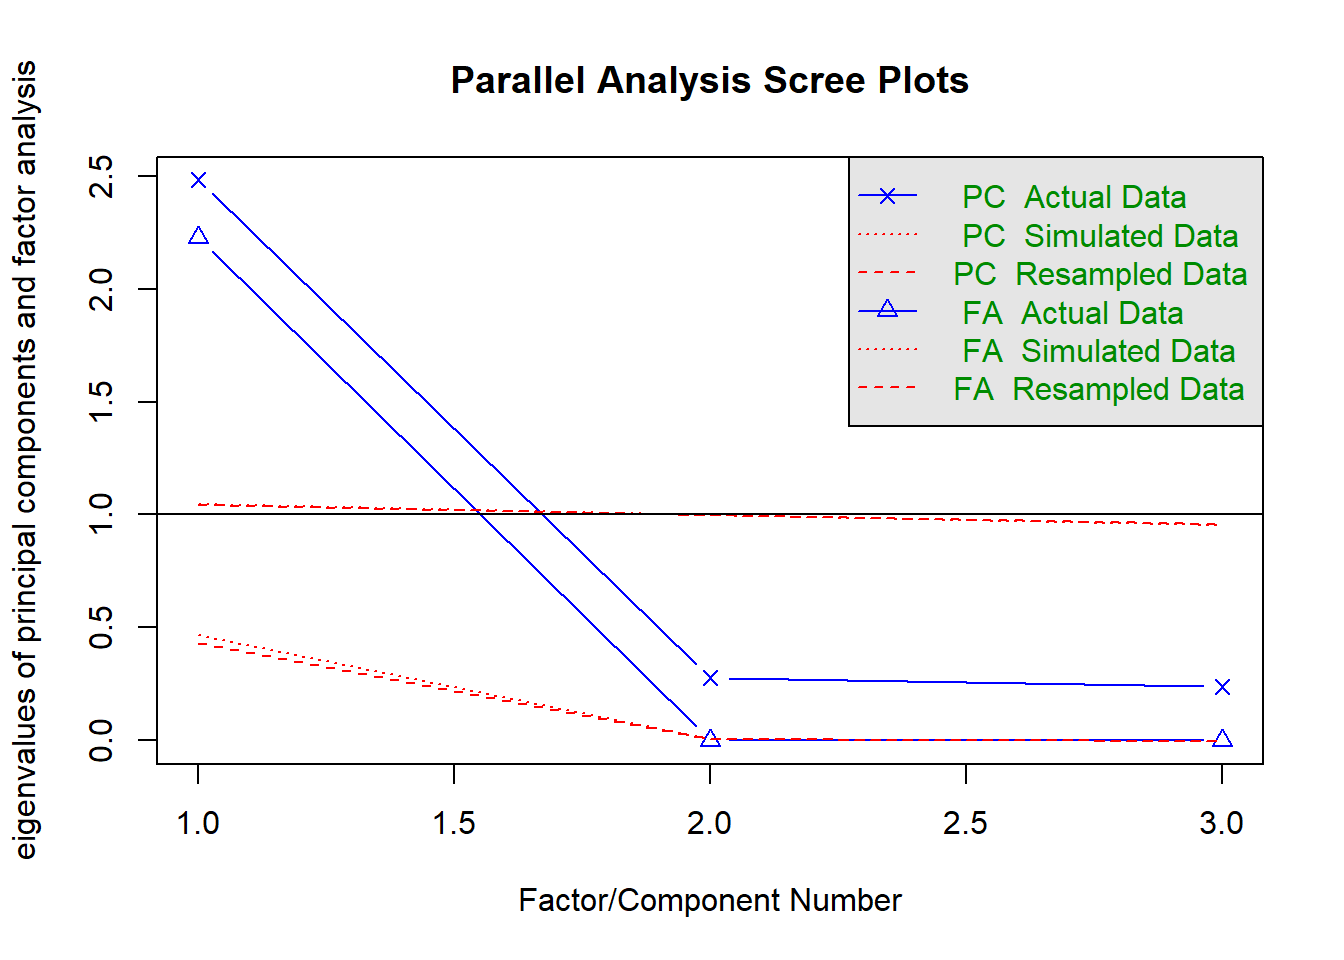 Parallel Analysis Scree Plots
eigenvalues of principal components and factor analysis
2.5
2.0
1.5
1.0
0.5
0.0
PC Actual Data
PC Simulated Data
PC Resampled Data
FA Actual Data
FA Simulated Data
FA Resampled Data
1.0 1.5 2.0 2.5 3.0
Factor/Component Number